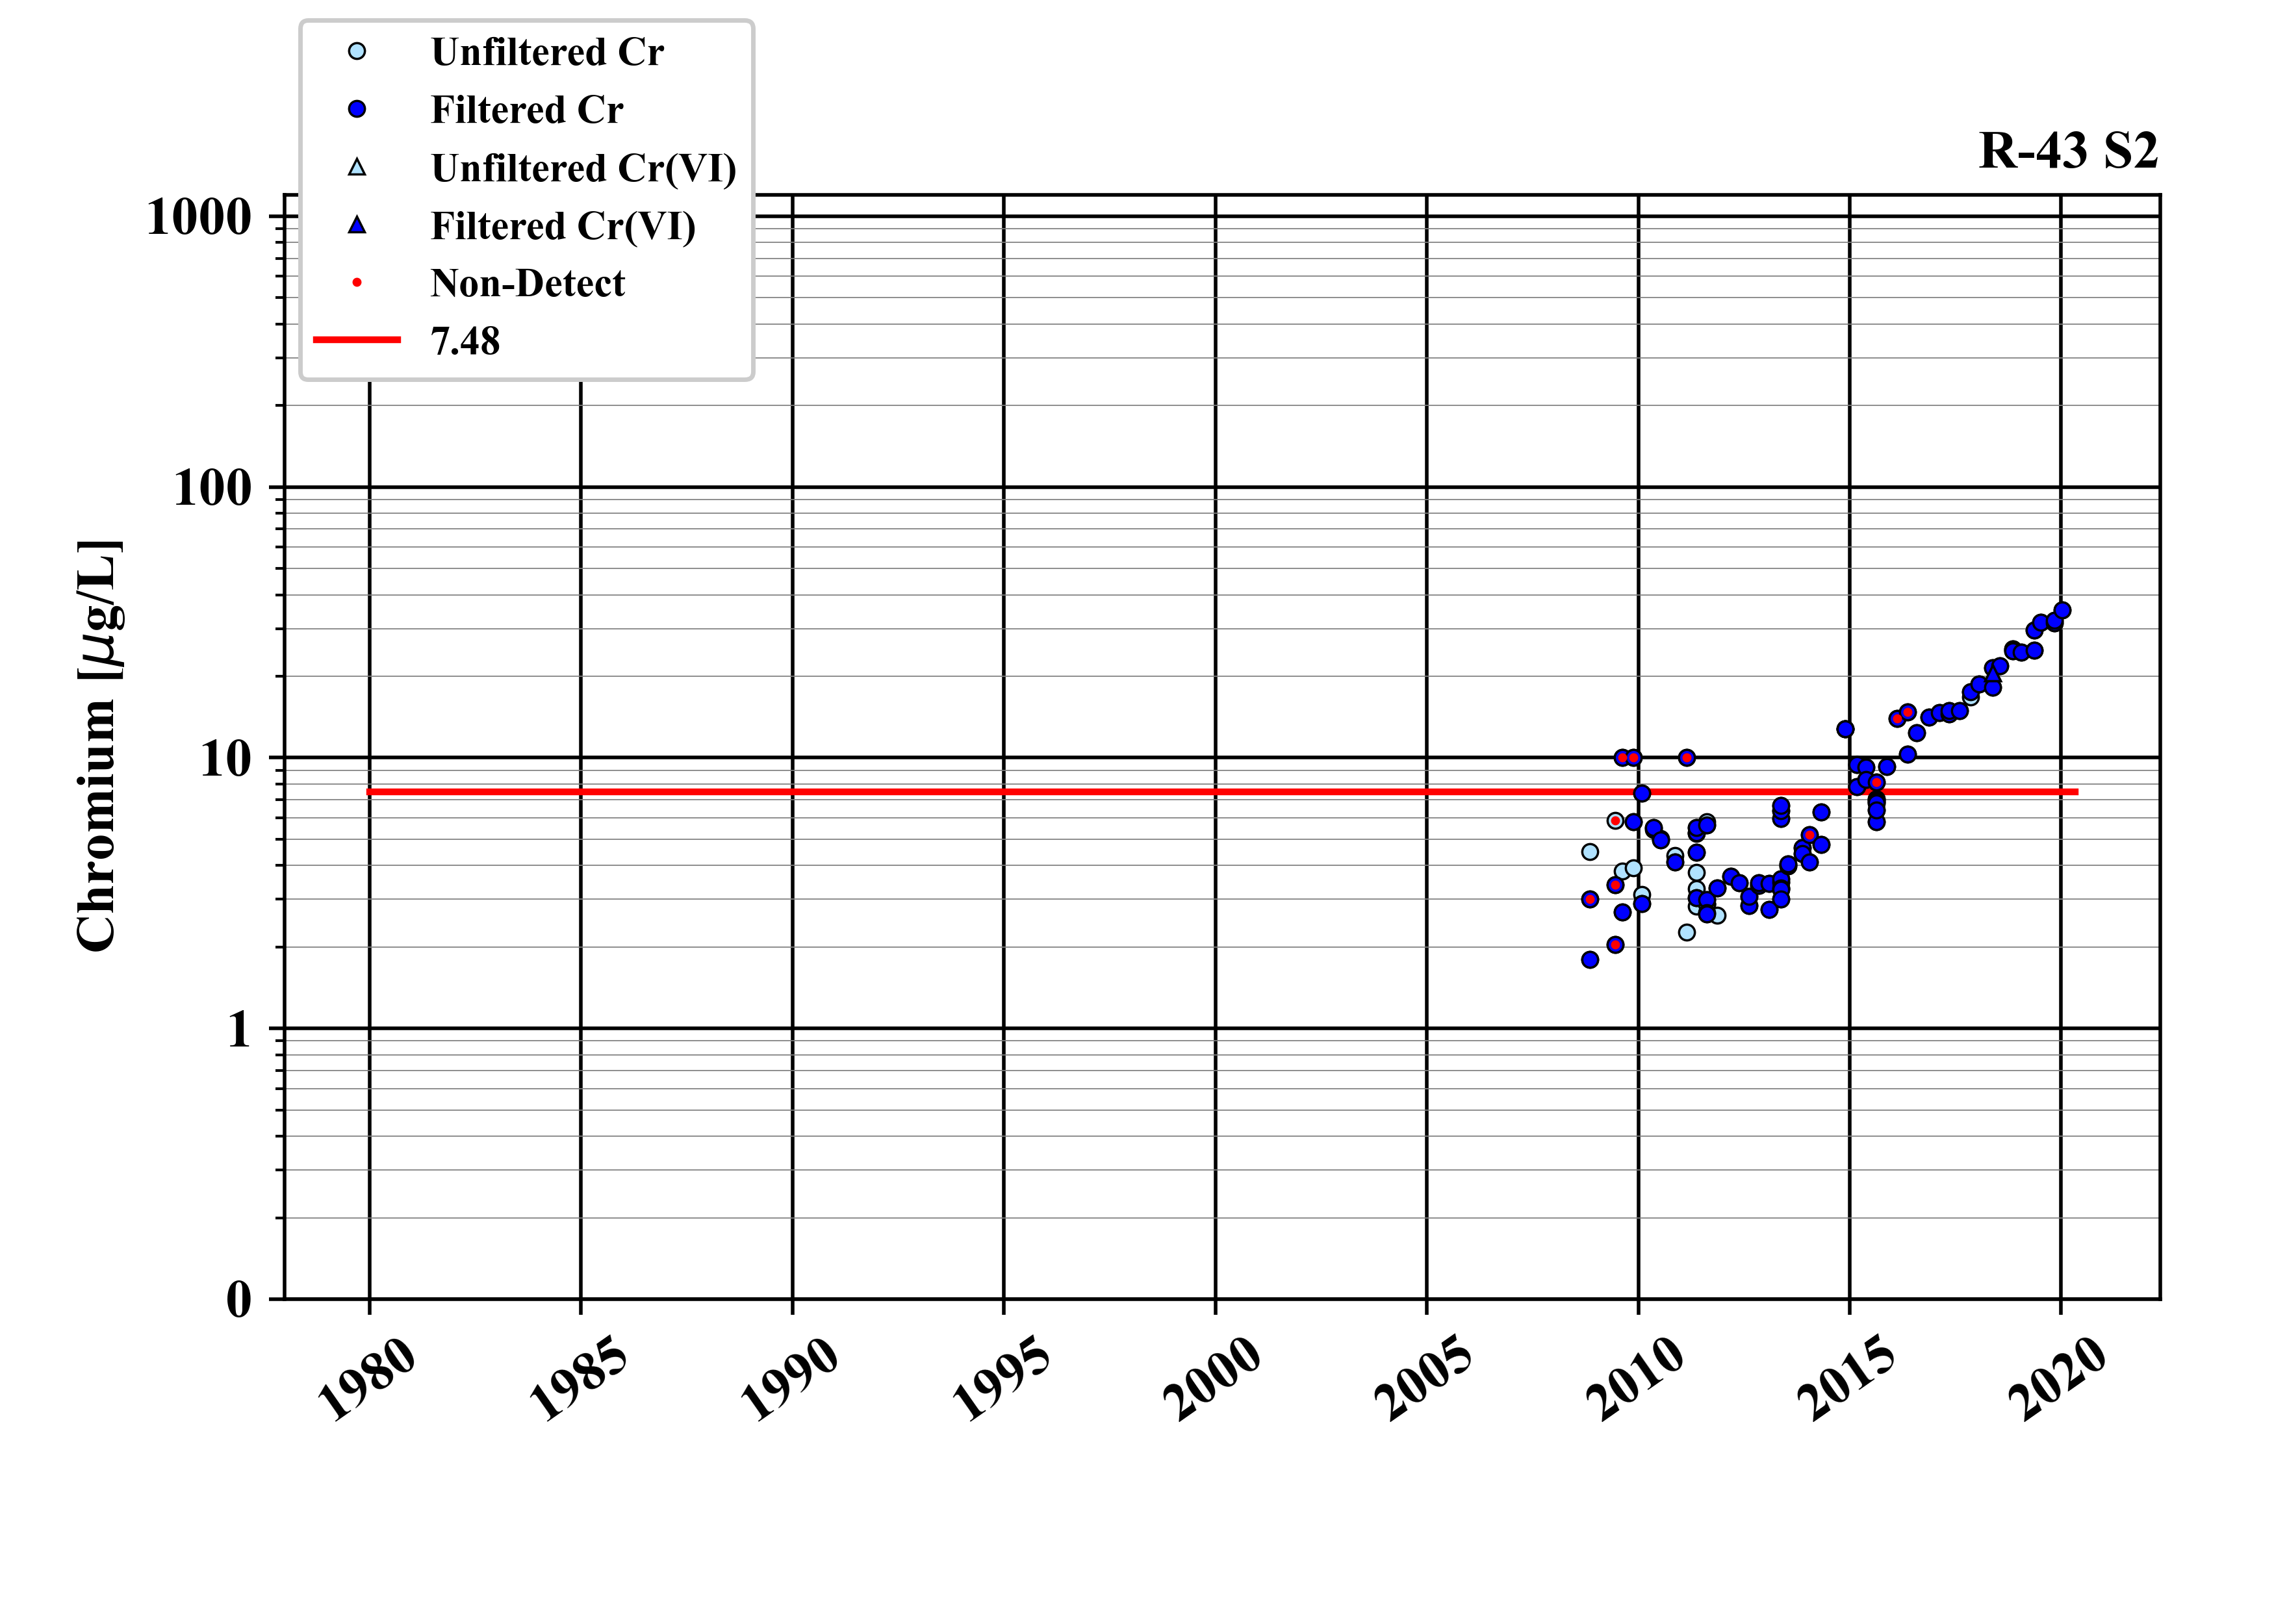 Unfiltered Cr
Filtered Cr
Unfiltered Cr(VI)
Filtered Cr(VI)
Non-Detect
7.48
R-43 S2
1000
100
10
1
0
Chromium [μg/L]
1980
1985
1990
1995
2000
2005
2010
2015
2020